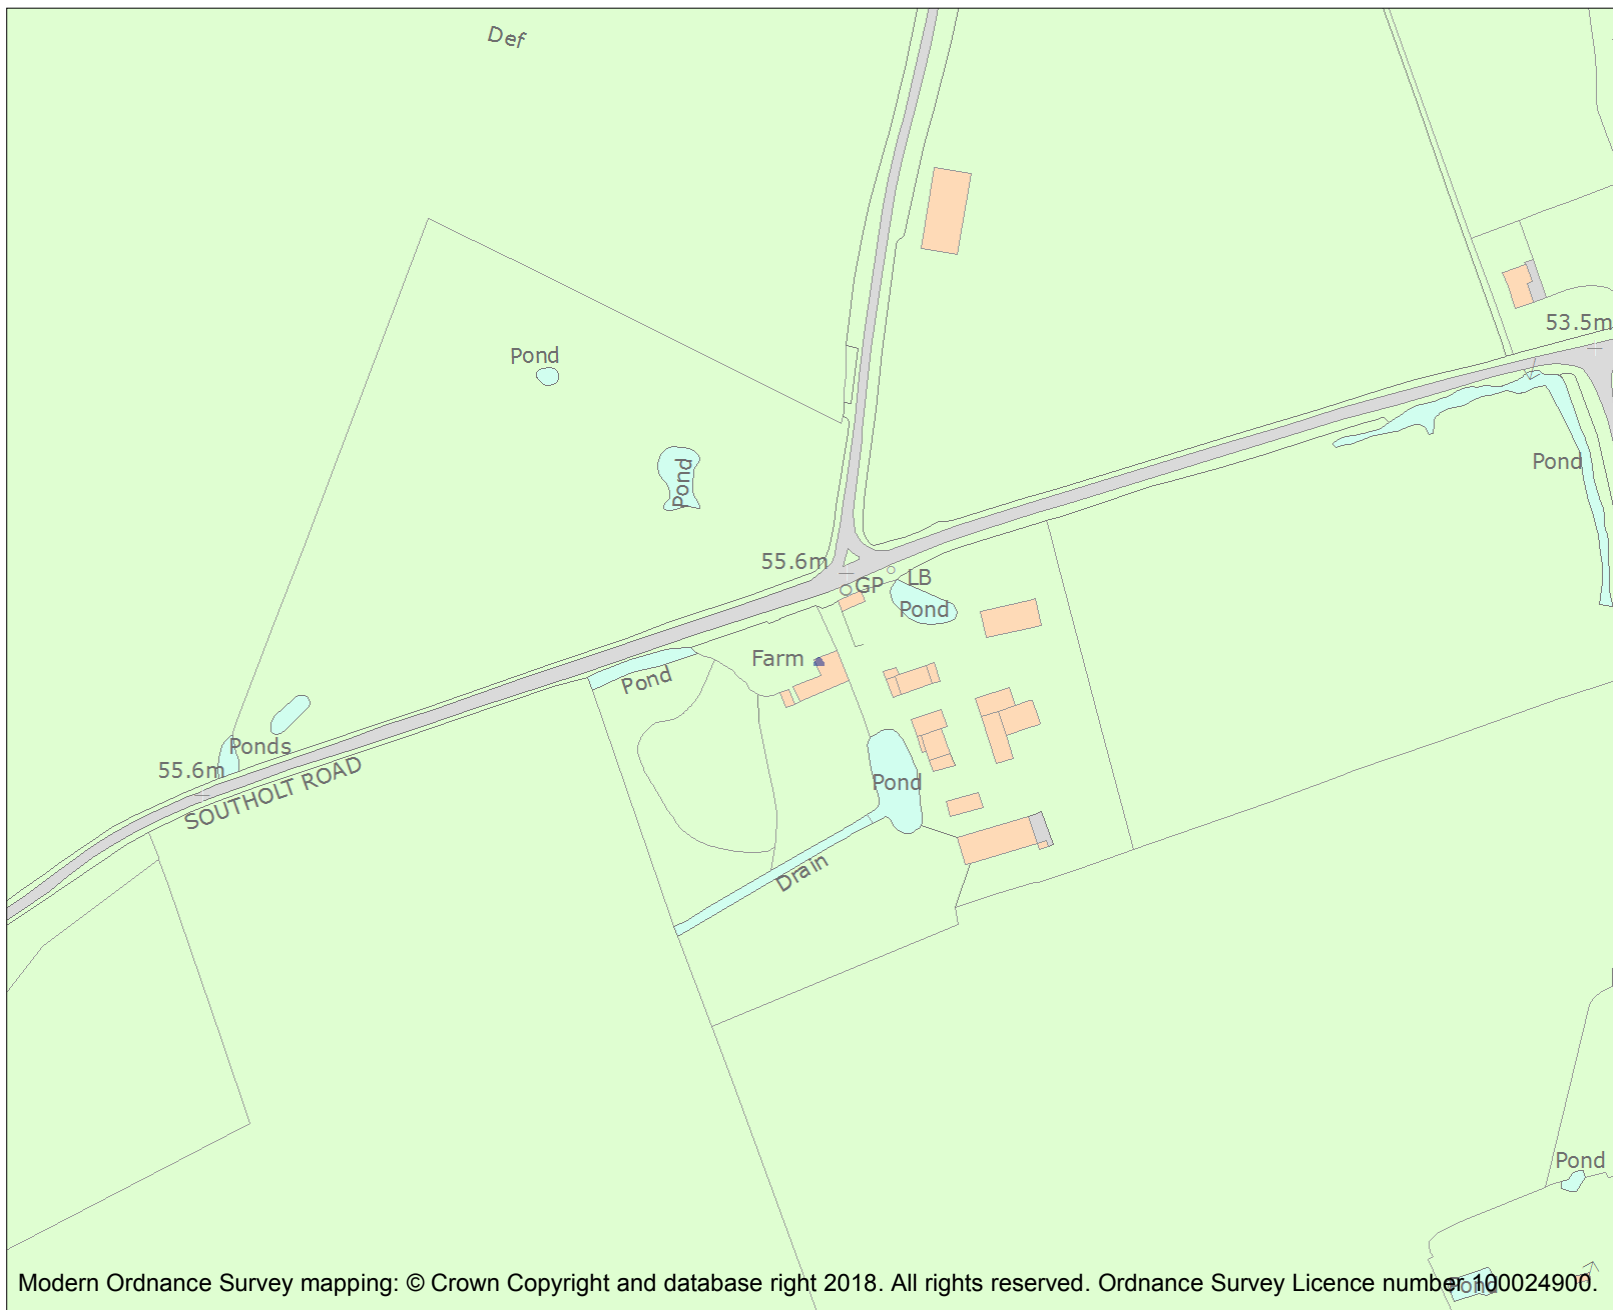 Def
53.5m
Pond
Pond
Pond
55.6m
LB
GP
Pond
Farm
Pond
Ponds
55.6m
SOUTHOLT ROAD
Pond
Drain
Pond
Pond
Modern Ordnance Survey mapping: © Crown Copyright and database right 2018. All rights reserved. Ordnance Survey Licence number 100024900.